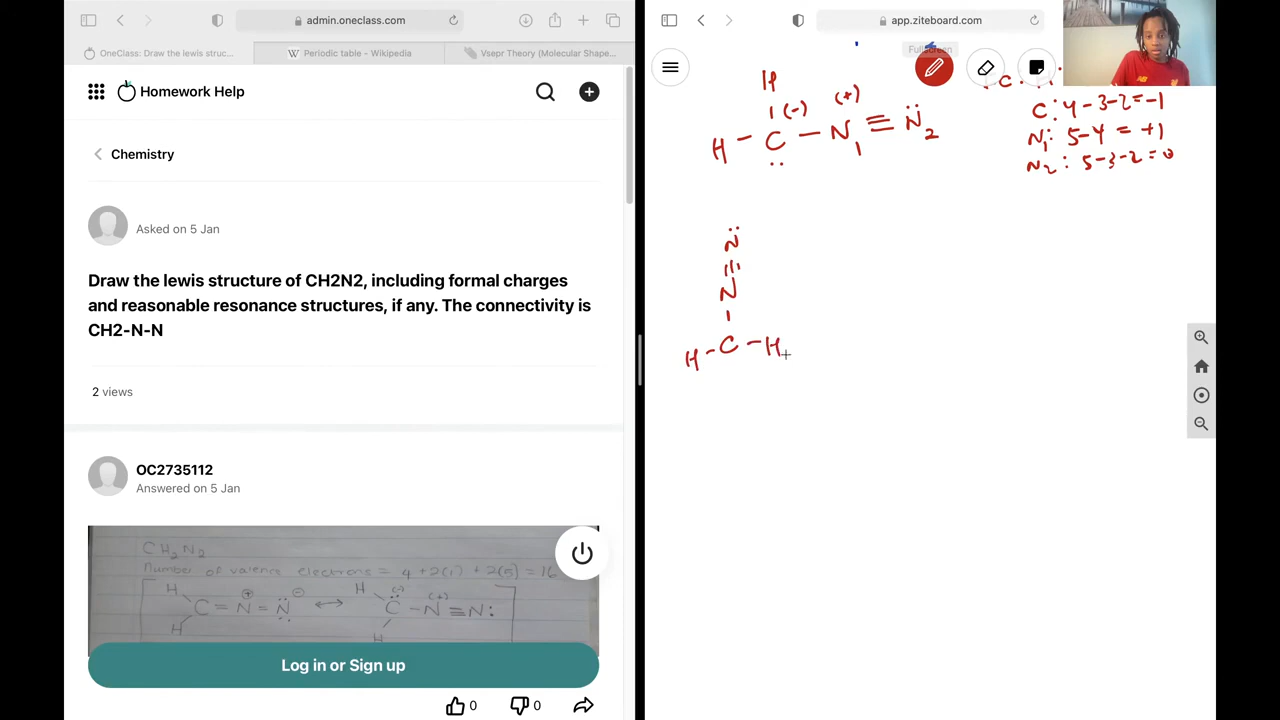 admin.oneclass.com
OneClass: Draw the lewis struc...
Periodic table - Wikipedia
Vsepr Theory (Molecular Shape...
Homework Help
Chemistry
Asked on 5 Jan
Draw the lewis structure of CH2N2, including formal charges
and reasonable resonance structures, if any. The connectivity is
CH2-N-N
2 views
OC2735112
Answered on 5 Jan
CH2N2
Number of valence electrons = 4 +2(1) + 2(5) = 16
H H (-) (+)
C = N = N ↔ C - N ≡ N:
H H
Log in or Sign up
0 0
app.ziteboard.com
Fullscreen
H
(-) (+)
H - C - N ≡ N
1 2
C: 4-3-2=-1
N1: 5-4 = +1
N2: 5-3-2=0
N
N
H - C - H